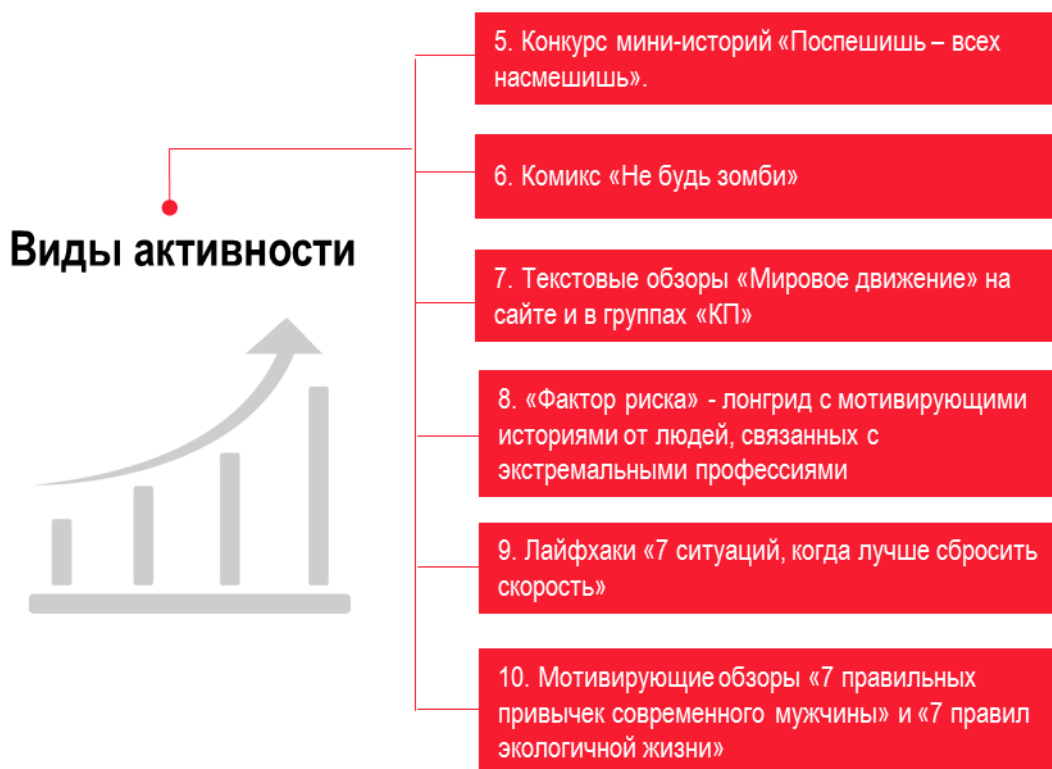 Виды активности
5. Конкурс мини-историй «Поспешишь – всех
насмешишь».
6. Комикс «Не будь зомби»
7. Текстовые обзоры «Мировое движение» на
сайте и в группах «КП»
8. «Фактор риска» - лонгрид с мотивирующими
историями от людей, связанных с
экстремальными профессиями
9. Лайфхаки «7 ситуаций, когда лучше сбросить
скорость»
10. Мотивирующие обзоры «7 правильных
привычек современного мужчины» и «7 правил
экологичной жизни»